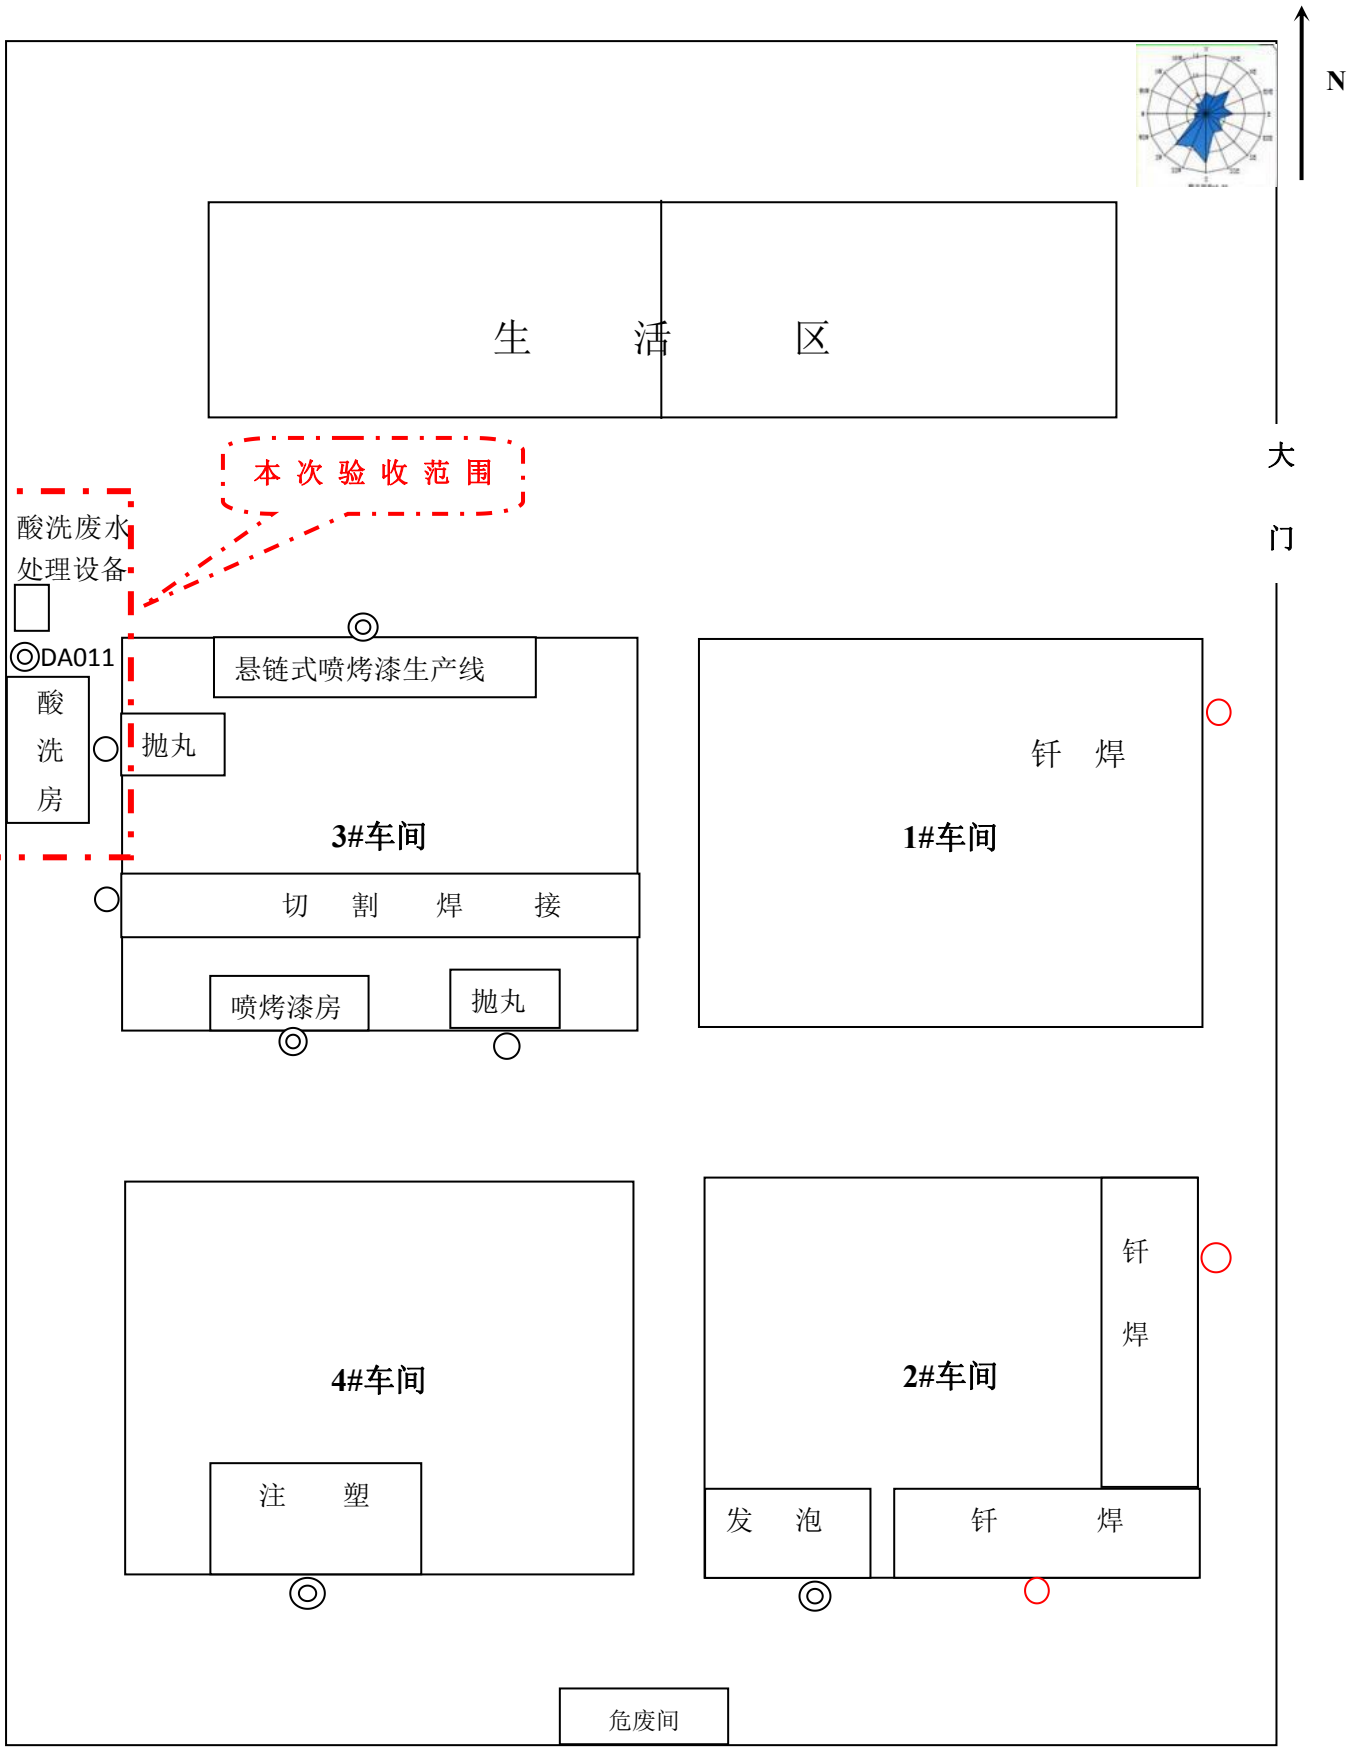 N
生 活 区
大
门
本次验收范围
酸洗废水
处理设备
DA011
酸
洗
房
悬链式喷烤漆生产线
抛丸
3#车间
切 割 焊 接
喷烤漆房
抛丸
钎 焊
1#车间
4#车间
注 塑
钎
焊
2#车间
发 泡
钎 焊
危废间